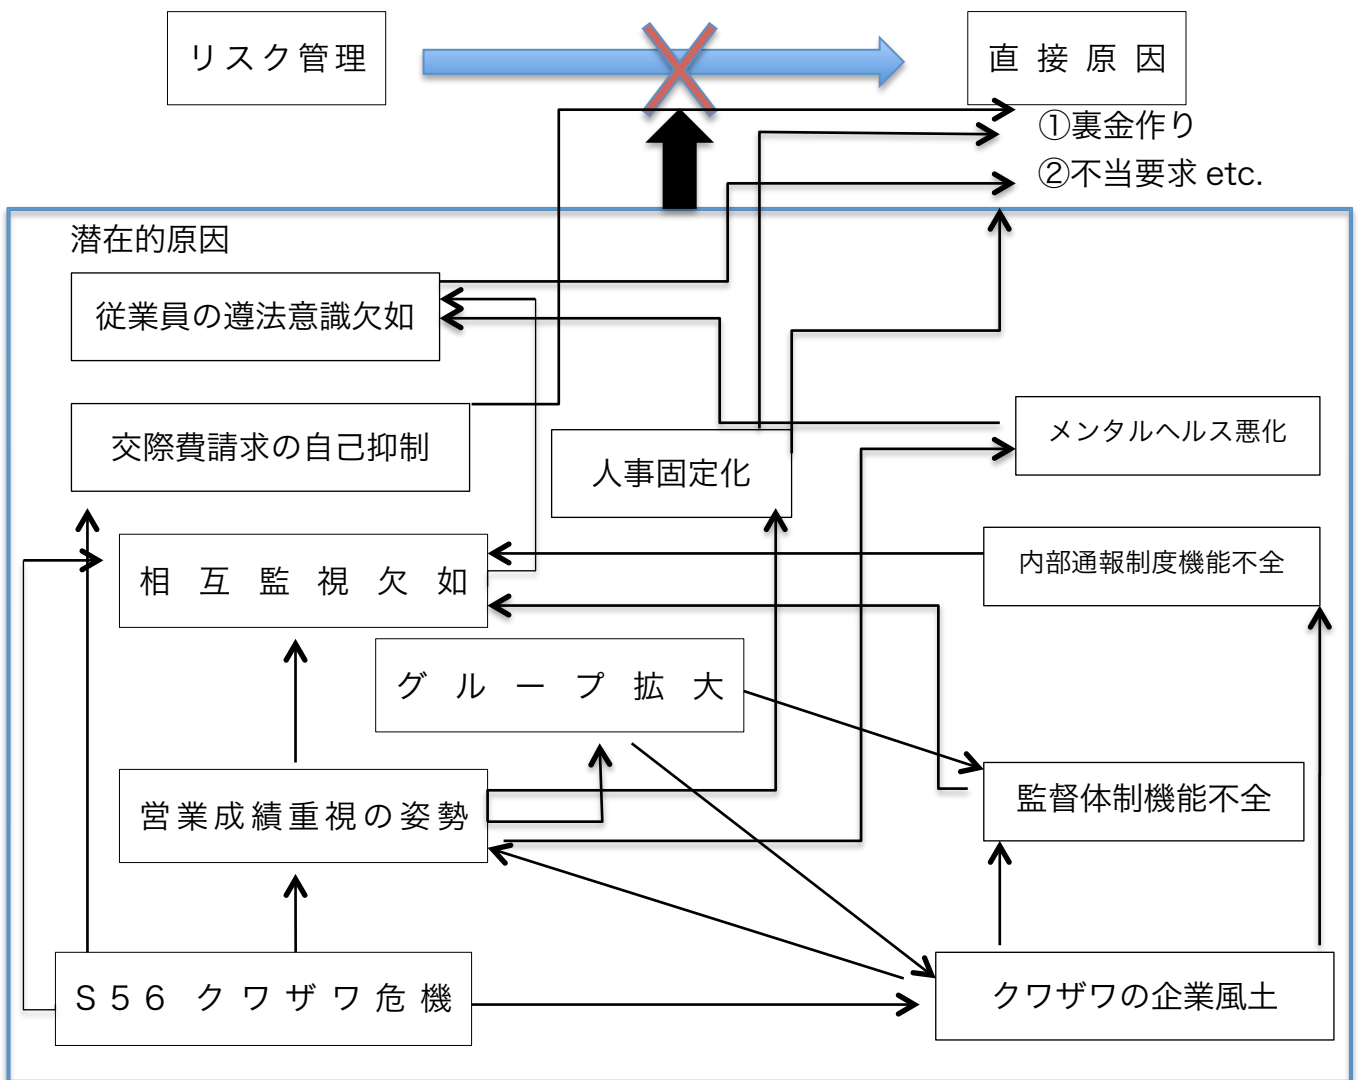 リスク管理
直接原因
①裏金作り
②不当要求 etc.
潜在的原因
従業員の遵法意識欠如
交際費請求の自己抑制
人事固定化
メンタルヘルス悪化
相互監視欠如
内部通報制度機能不全
グループ拡大
営業成績重視の姿勢
監督体制機能不全
S56 クワザワ危機
クワザワの企業風土